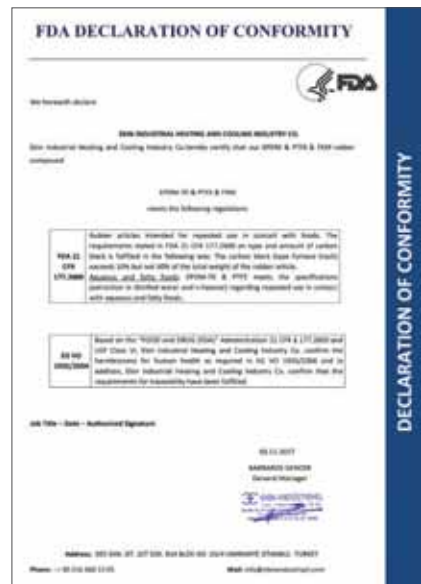 FDA DECLARATION OF CONFORMITY
FDA
We herewith declare
EKIN INDUSTRIAL HEATING AND COOLING INDUSTRY CO.
Ekin Industrial Heating and Cooling Industry Co. hereby certify that our EPDM & PTFE & FKM rubber
compound
EPDM-TE & PTFE & FKM
meets the following regulations
FDA 21
CFR
177.2600
Rubber articles intended for repeated use in contact with foods. The
requirements stated in FDA 21 CFR 177.2600 on type and amount of carbon
black is fulfilled in the following way: The carbon black (type furnace black)
exceeds 10% but not 50% of the total weight of the rubber article.
Aqueous and fatty foods: EPDM-TE & PTFE meets the specifications
(extraction in distilled water and n-hexane) regarding repeated use in contact
with aqueous and fatty foods.
1935/2004
Based on the "FOOD and DRUG (FDA)" Administration 21 CFR § 177.2600 and
USP Class VI, Ekin Industrial Heating and Cooling Industry Co. confirm the
harmlessness for human health as required in 1935/2004 and in
addition, Ekin Industrial Heating and Cooling Industry Co. confirm that the
requirements for traceability have been fulfilled.
Job Title – Date – Authorized Signature
2017
General Manager
Address: ISTANBUL TURKEY
Phone: Mail:
DECLARATION OF CONFORMITY